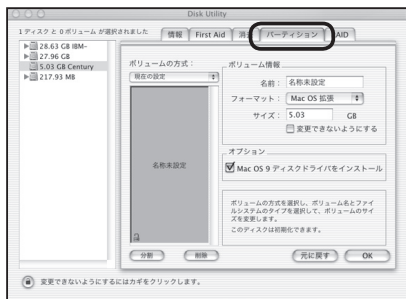 Disk Utility
1 ディスク と 0 ボリューム が選択されました
情報
First Aid
消去
パーティション
RAID
28.63 GB IBM-
27.96 GB
5.03 GB Century
217.93 MB
ボリュームの方式：
現在の設定
名称未設定
分割
削除
ボリューム情報
名前： 名称未設定
フォーマット： Mac OS 拡張
サイズ： 5.03 GB
変更できないようにする
オプション
Mac OS 9 ディスクドライバをインストール
ボリュームの方式を選択し、ボリューム名とファイ
ルシステムのタイプを選択して、ボリュームのサイ
ズを変更します。
このディスクは初期化できます。
元に戻す
OK
変更できないようにするにはカギをクリックします。